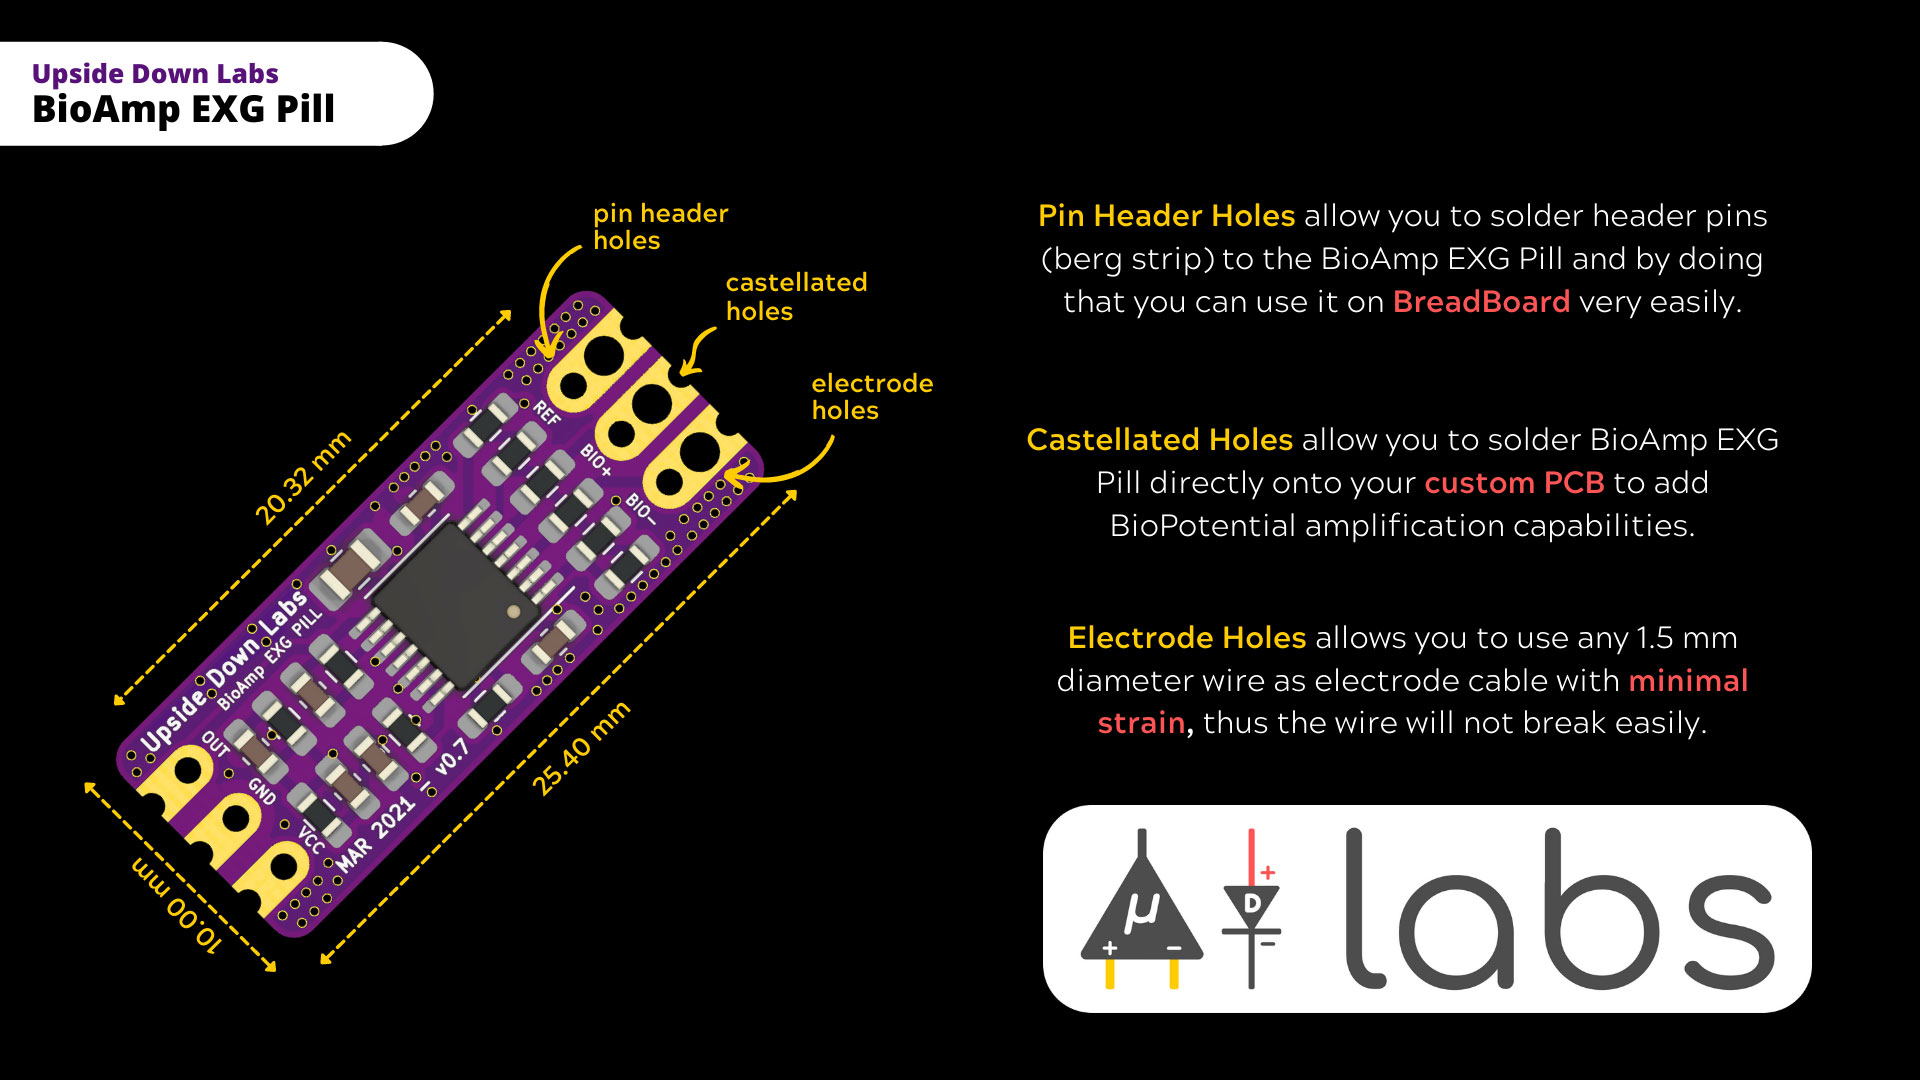 Upside Down Labs
BioAmp EXG Pill
pin header
holes
castellated
holes
electrode
holes
20.32 mm
25.40 mm
10.00 mm
REF
BIO+
BIO-
Upside Down Labs
BioAmp EXG PILL
OUT
GND
VCC
MAR 2021 - v0.7
Pin Header Holes allow you to solder header pins
(berg strip) to the BioAmp EXG Pill and by doing
that you can use it on BreadBoard very easily.
Castellated Holes allow you to solder BioAmp EXG
Pill directly onto your custom PCB to add
BioPotential amplification capabilities.
Electrode Holes allows you to use any 1.5 mm
diameter wire as electrode cable with minimal
strain, thus the wire will not break easily.
μ D labs
+ - + -